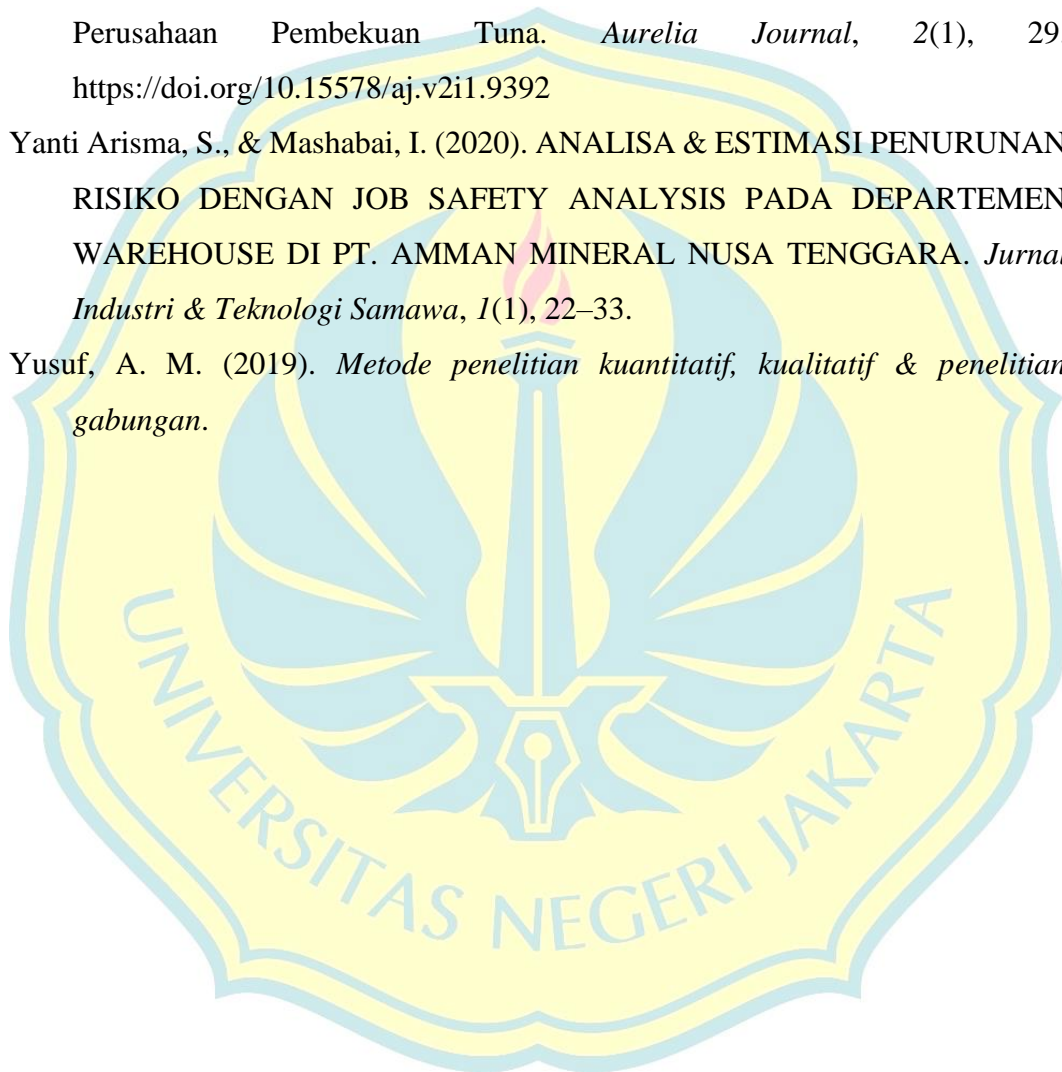 Perusahaan Pembekuan Tuna. Aurelia Journal, 2(1), 29
https://doi.org/10.15578/aj.v2i1.9392
Yanti Arisma, S., & Mashabai, I. (2020). ANALISA & ESTIMASI PENURUNAN
RISIKO DENGAN JOB SAFETY ANALYSIS PADA DEPARTEMEN
WAREHOUSE DI PT. AMMAN MINERAL NUSA TENGGARA. Jurnal
Industri & Teknologi Samawa, 1(1), 22–33.
Yusuf, A. M. (2019). Metode penelitian kuantitatif, kualitatif & penelitian
gabungan.
UNIVERSITAS NEGERI JAKARTA